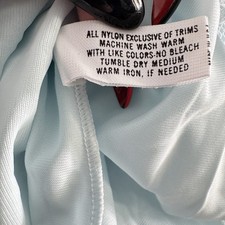 ALL NYLON EXCLUSIVE OF TRIMS
MACHINE WASH WARM
WITH LIKE COLORS-NO BLEACH
TUMBLE DRY MEDIUM
WARM IRON, IF NEEDED